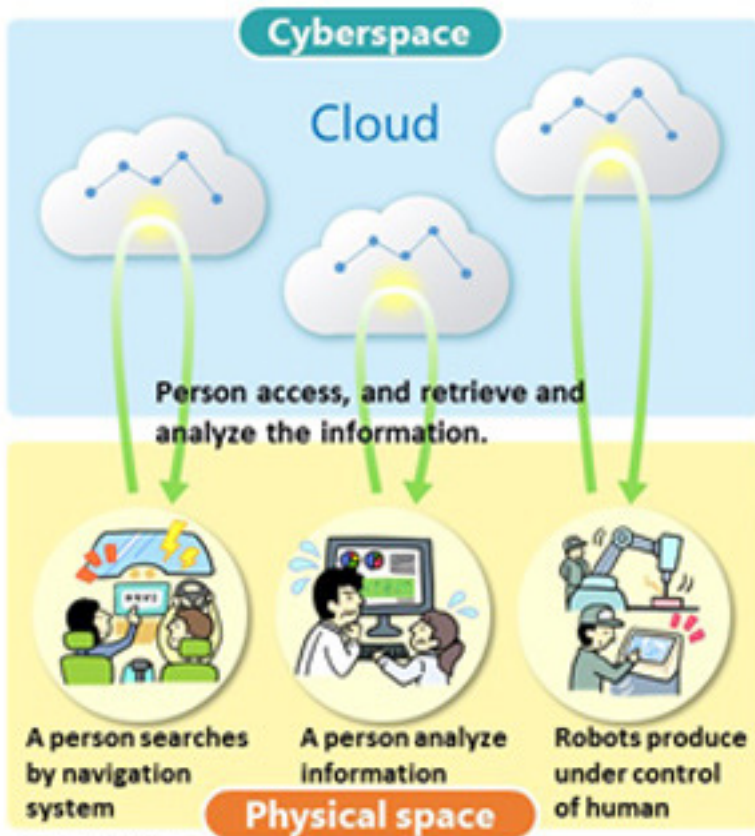 Cyberspace
Cloud
Person access, and retrieve and
analyze the information.
A person searches
by navigation
system
A person analyze
information
Robots produce
under control
of human
Physical space